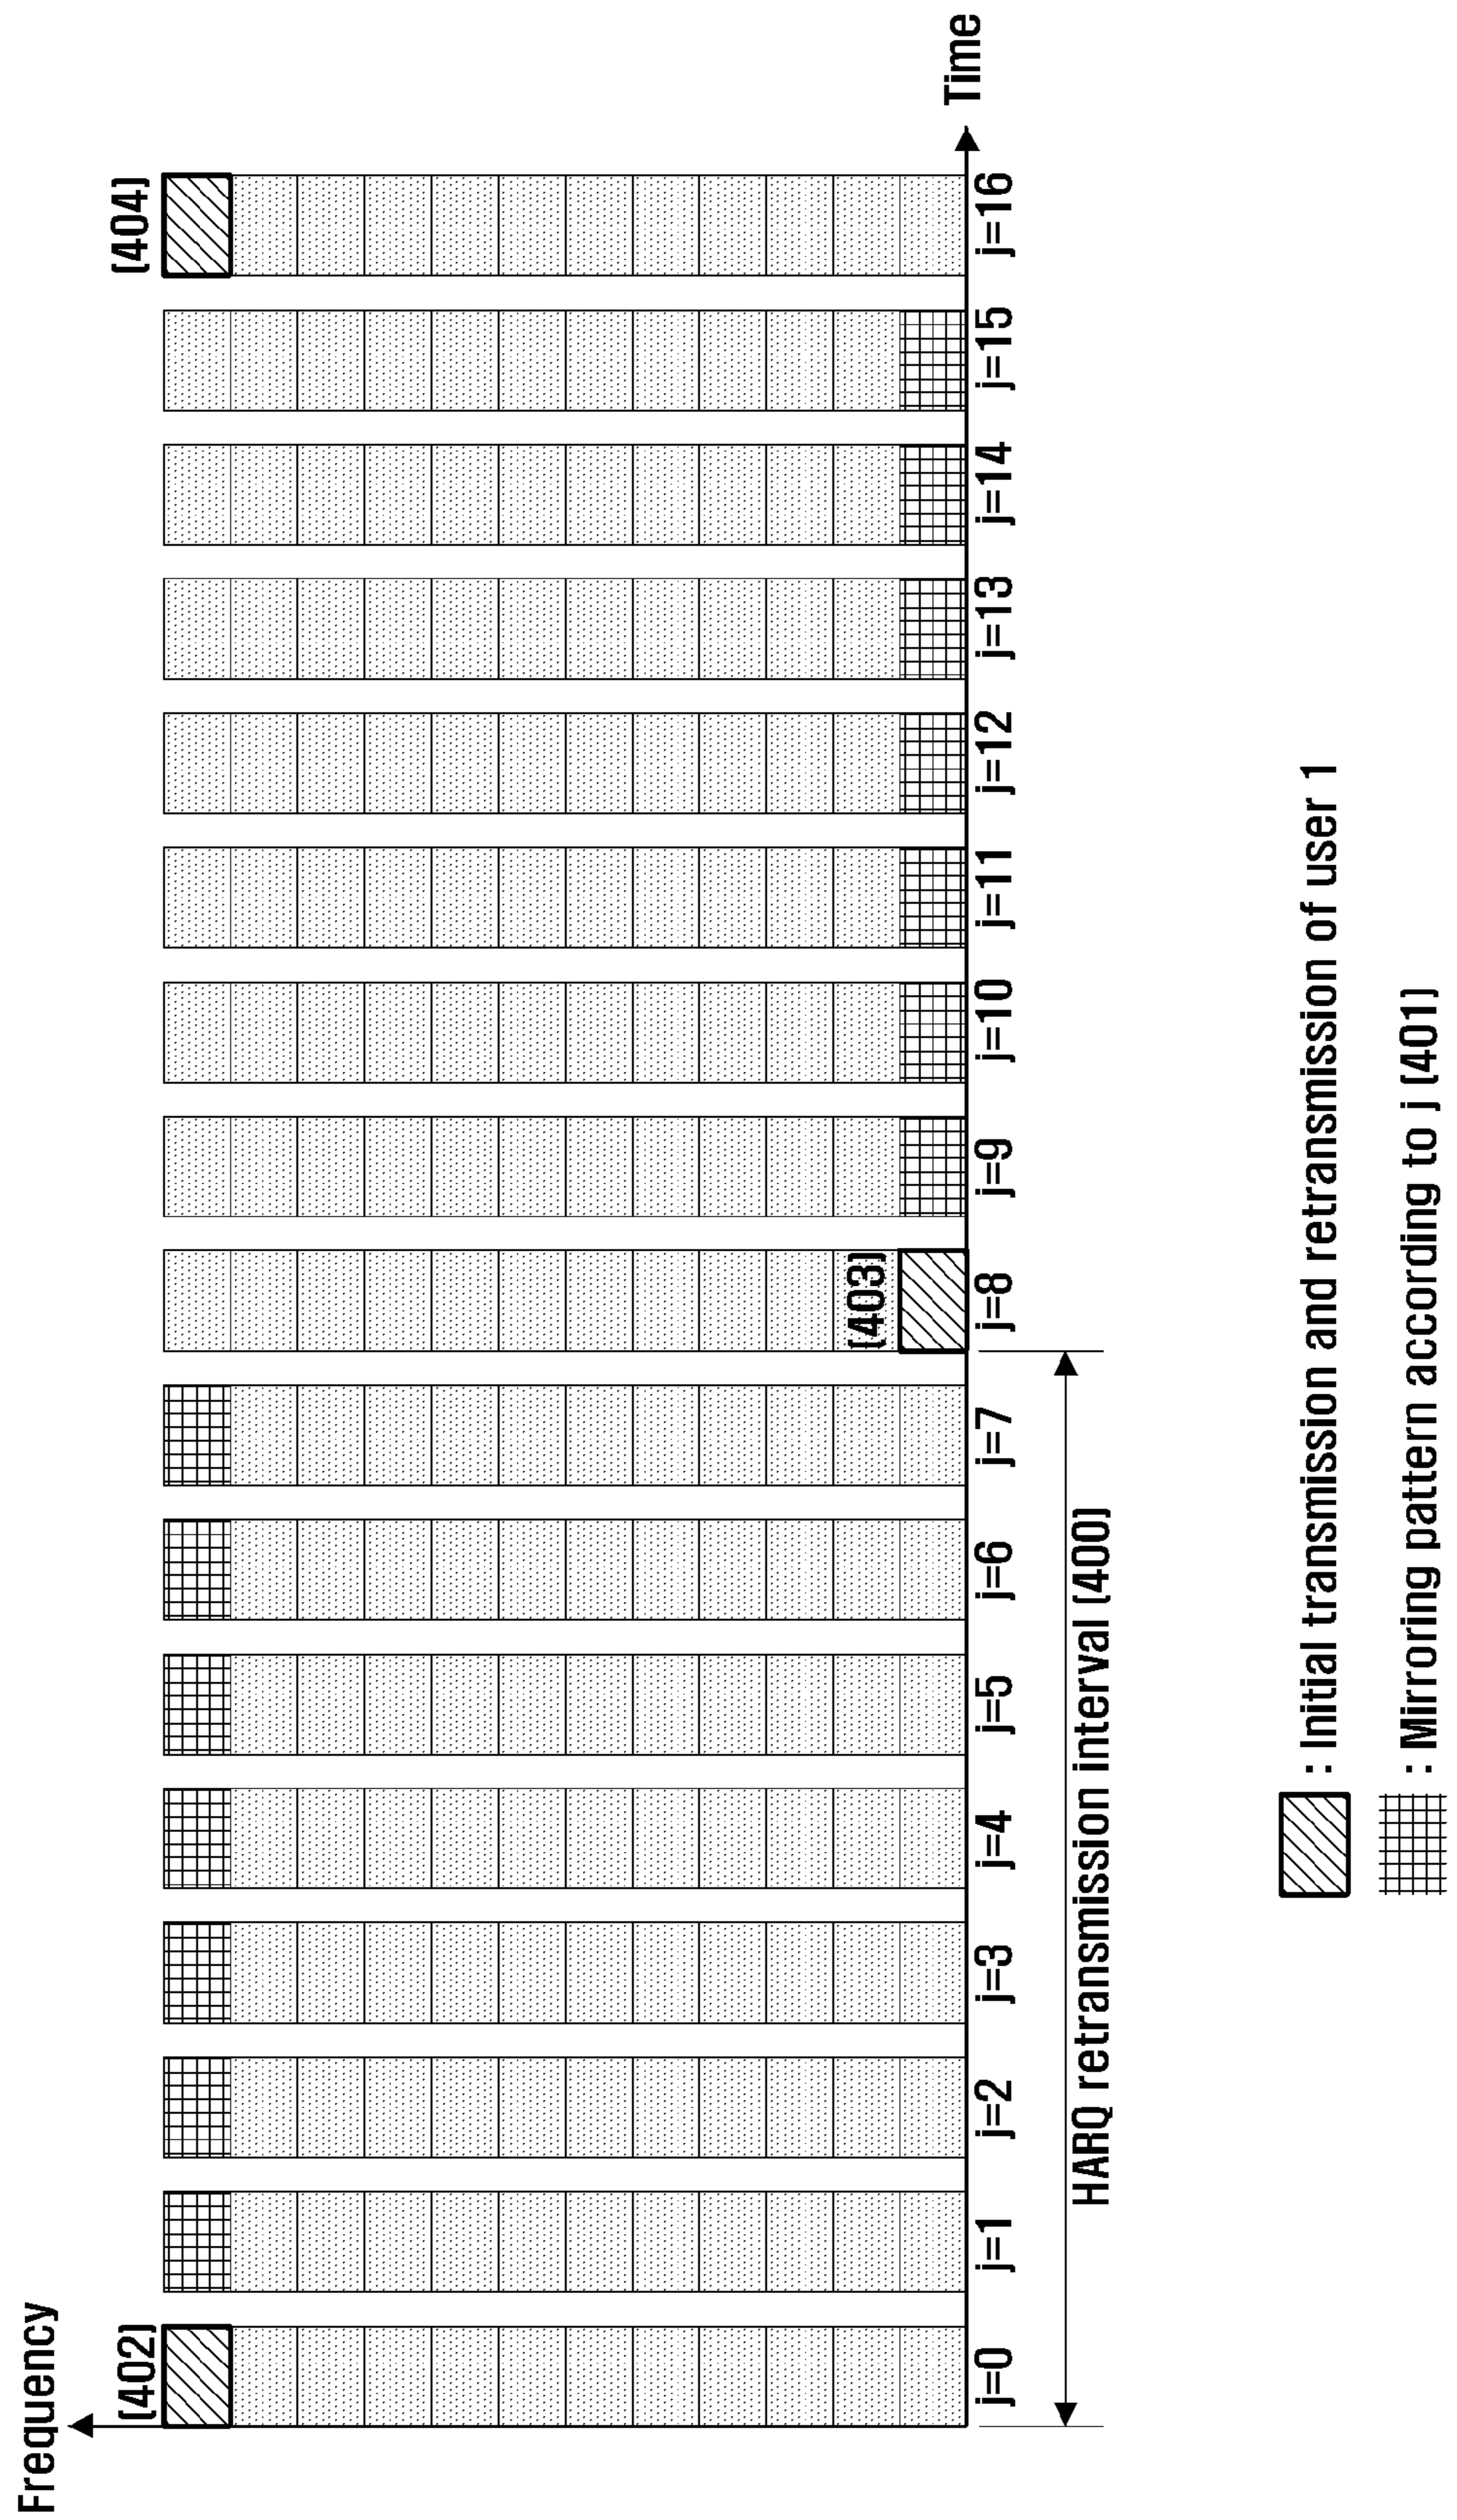 Frequency
(402)
(403)
(404)
j=0
j=1
j=2
j=3
j=4
j=5
j=6
j=7
j=8
j=9
j=10
j=11
j=12
j=13
j=14
j=15
j=16
Time
HARQ retransmission interval (400)
: Initial transmission and retransmission of user 1
: Mirroring pattern according to j (401)